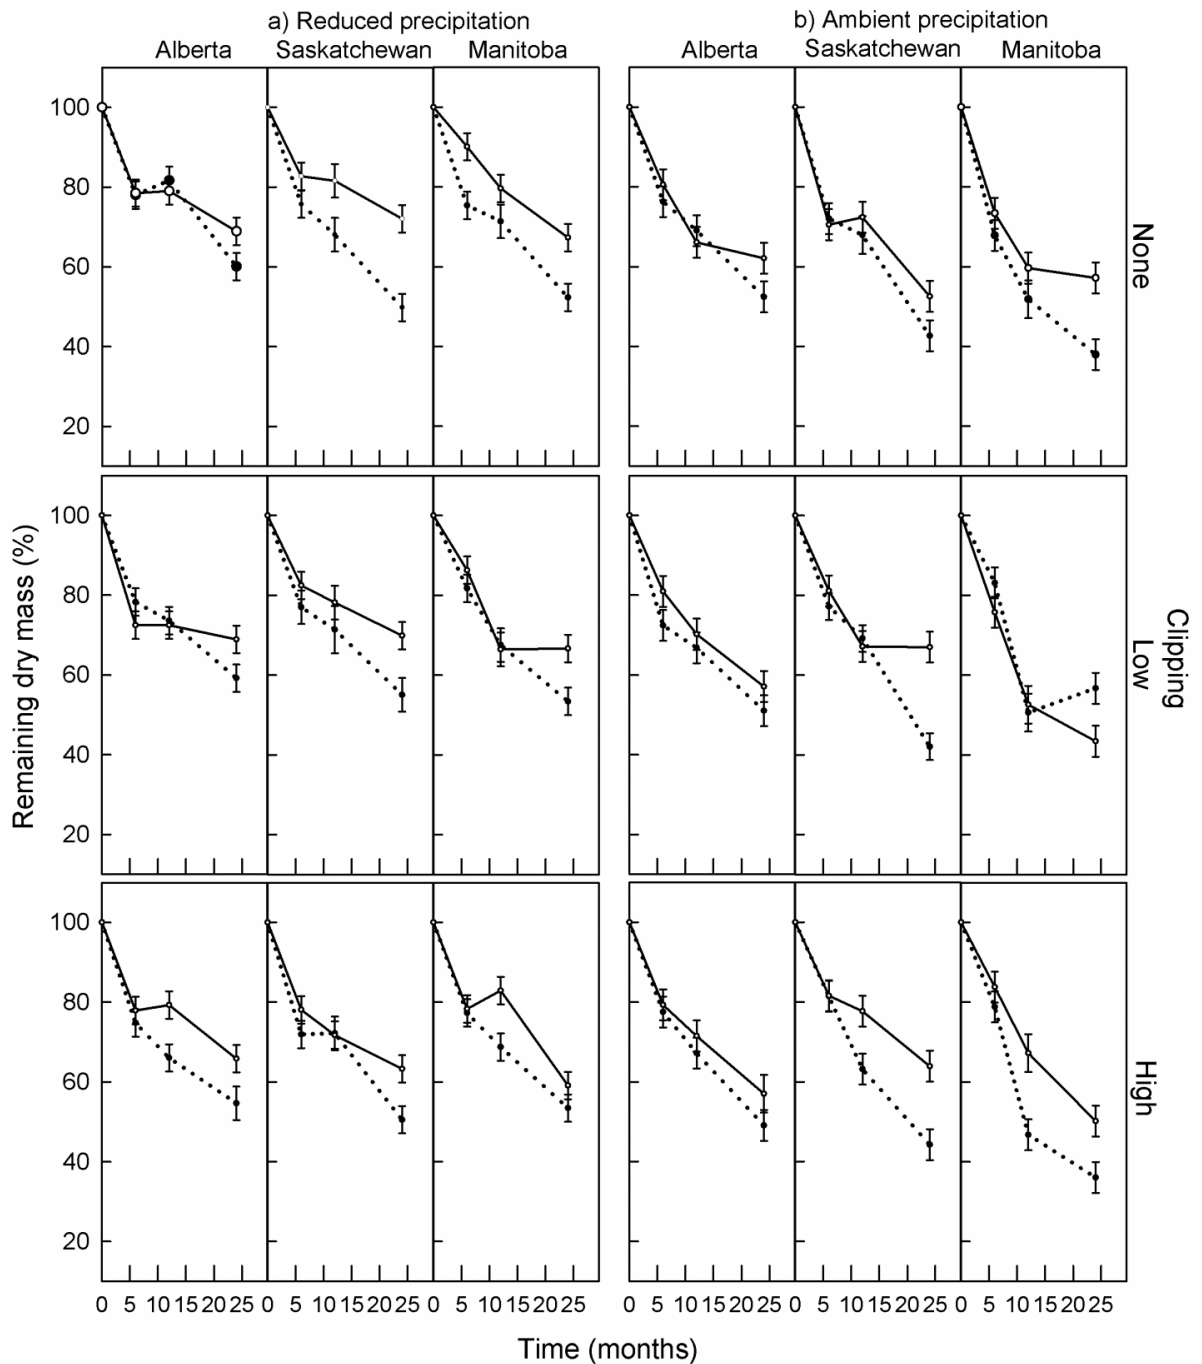 a) Reduced precipitation
b) Ambient precipitation
Alberta
Saskatchewan
Manitoba
Alberta
Saskatchewan
Manitoba
100
80
60
40
20
None
100
80
60
40
20
Clipping
Low
100
80
60
40
20
High
Remaining dry mass (%)
0 5 10 15 20 25
0 5 10 15 20 25
0 5 10 15 20 25
0 5 10 15 20 25
0 5 10 15 20 25
0 5 10 15 20 25
Time (months)